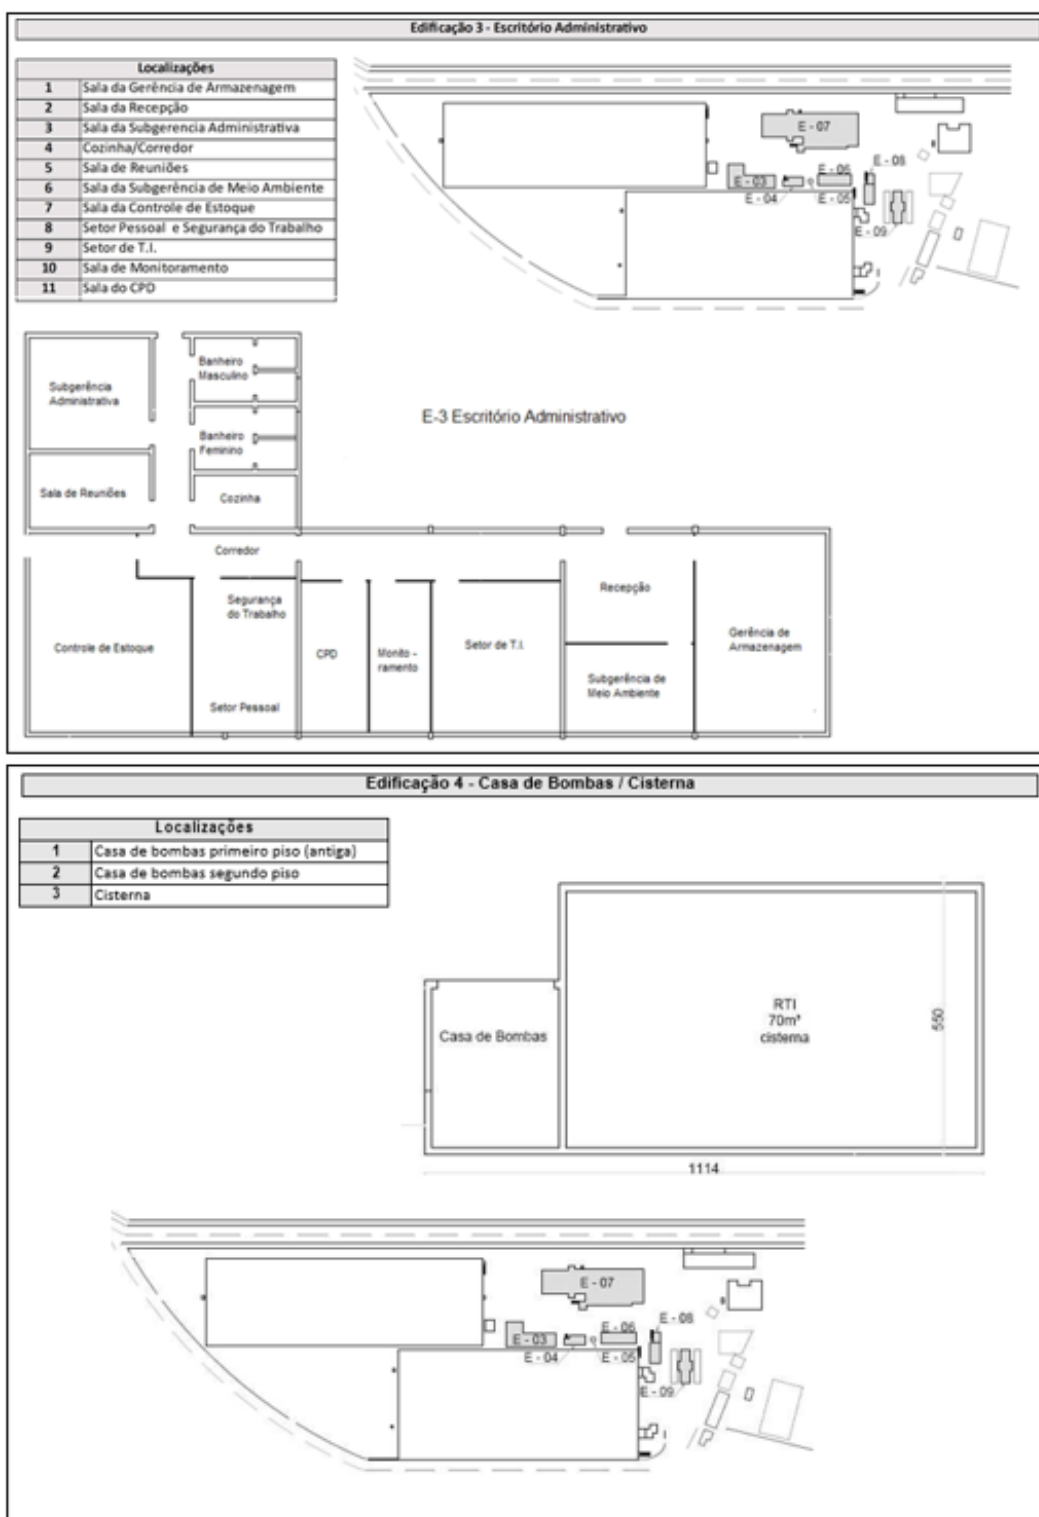 Edificação 3 - Escritório Administrativo
Localizações
1 Sala da Gerência de Armazenagem
2 Sala da Recepção
3 Sala da Subgerencia Administrativa
4 Cozinha/Corredor
5 Sala de Reuniões
6 Sala da Subgerência de Meio Ambiente
7 Sala da Controle de Estoque
8 Setor Pessoal e Segurança do Trabalho
9 Setor de T.I.
10 Sala de Monitoramento
11 Sala do CPD
E - 07
E - 08
E - 06
E - 03
E - 04
E - 05
E - 09
Subgerência
Administrativa
Banheiro
Masculino
Banheiro
Feminino
Sala de Reuniões
Cozinha
E-3 Escritório Administrativo
Corredor
Segurança
do Trabalho
Controle de Estoque
Setor Pessoal
CPD
Monito -
ramento
Setor de T.I.
Recepção
Subgerência de
Meio Ambiente
Gerência de
Armazenagem
Edificação 4 - Casa de Bombas / Cisterna
Localizações
1 Casa de bombas primeiro piso (antiga)
2 Casa de bombas segundo piso
3 Cisterna
Casa de Bombas
RTI
70m³
cisterna
550
1114
E - 07
E - 08
E - 06
E - 03
E - 04
E - 05
E - 09